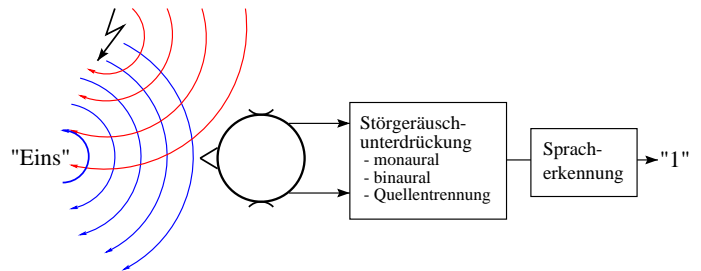 "Eins"
Störgeräusch-
unterdrückung
- monaural
- binaural
- Quellentrennung
Sprach-
erkennung
"1"